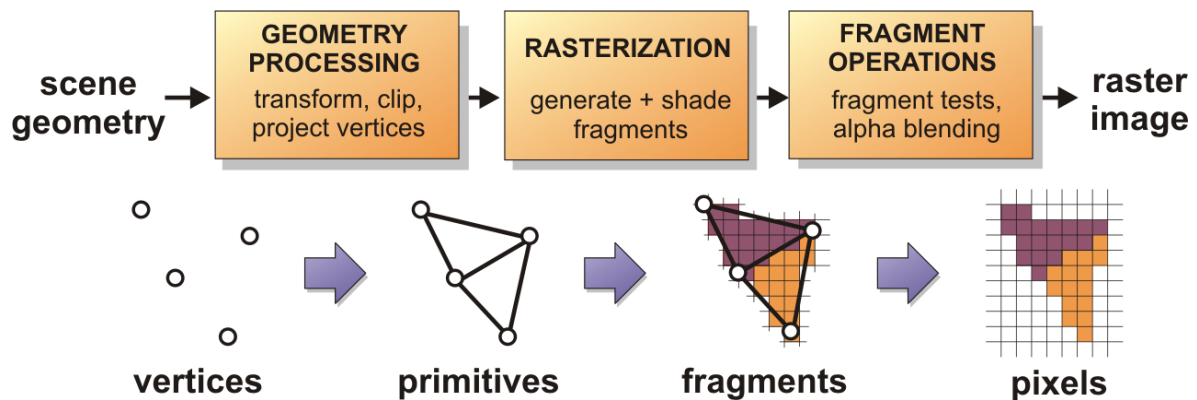 scene
geometry
GEOMETRY
PROCESSING
transform, clip,
project vertices
RASTERIZATION
generate + shade
fragments
FRAGMENT
OPERATIONS
fragment tests,
alpha blending
raster
image
vertices
primitives
fragments
pixels